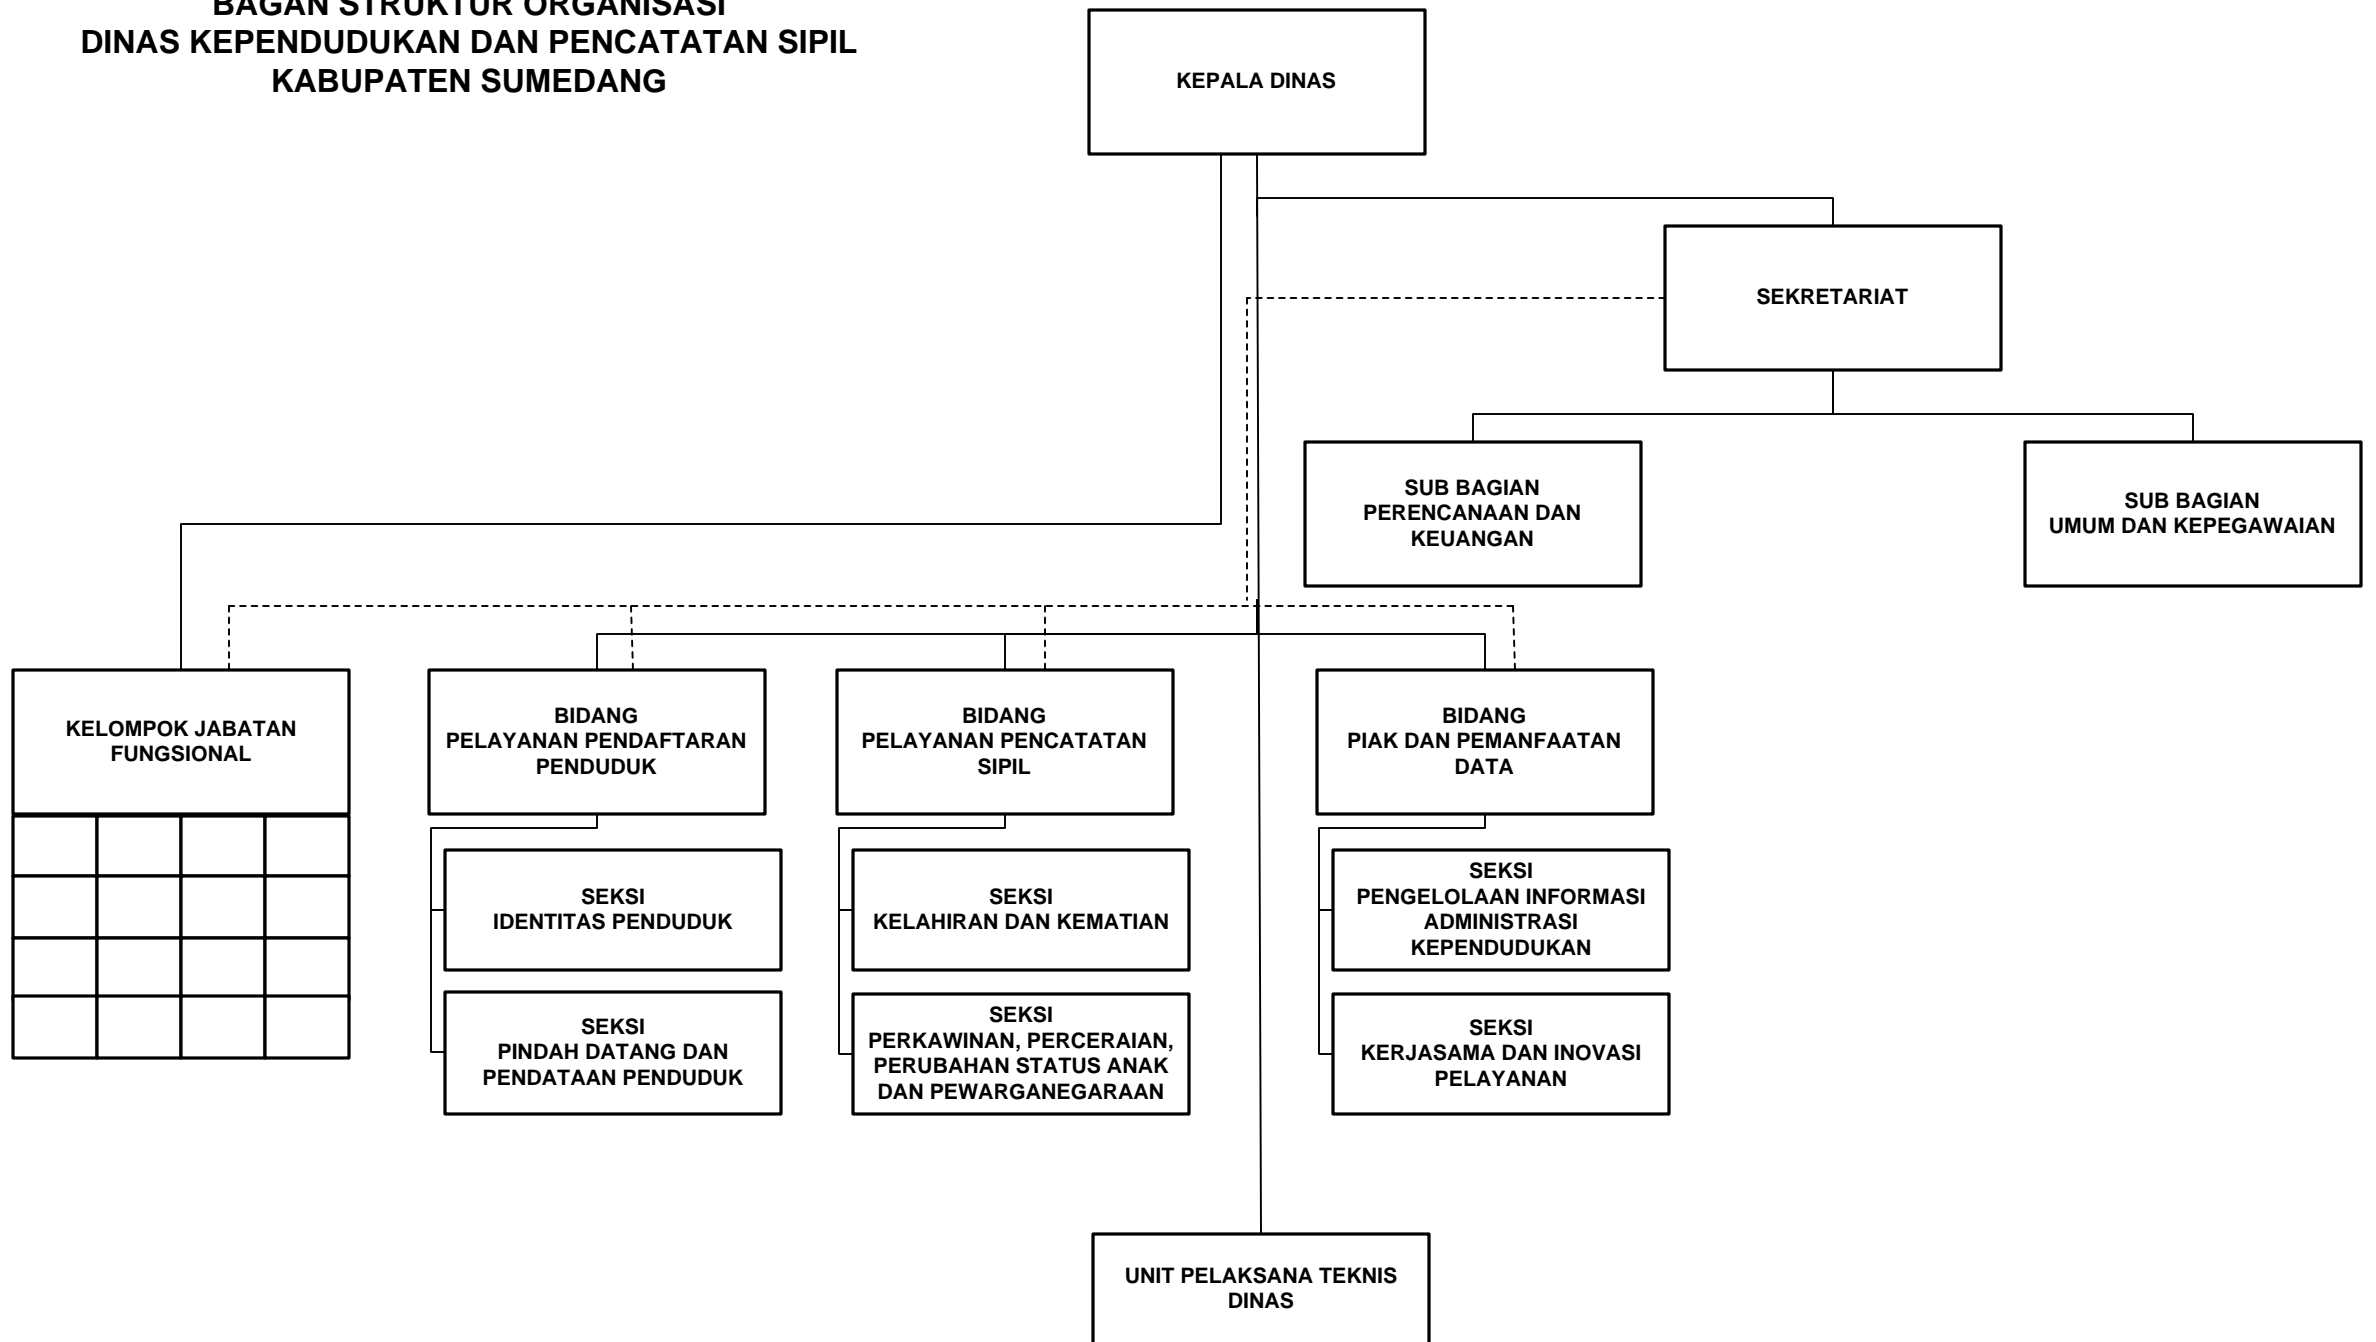 BAGAN STRUKTUR ORGANISASI
DINAS KEPENDUDUKAN DAN PENCATATAN SIPIL
KABUPATEN SUMEDANG
KEPALA DINAS
SEKRETARIAT
SUB BAGIAN
PERENCANAAN DAN
KEUANGAN
SUB BAGIAN
UMUM DAN KEPEGAWAIAN
KELOMPOK JABATAN
FUNGSIONAL
BIDANG
PELAYANAN PENDAFTARAN
PENDUDUK
BIDANG
PELAYANAN PENCATATAN
SIPIL
BIDANG
PIAK DAN PEMANFAATAN
DATA
SEKSI
IDENTITAS PENDUDUK
SEKSI
KELAHIRAN DAN KEMATIAN
SEKSI
PENGELOLAAN INFORMASI
ADMINISTRASI
KEPENDUDUKAN
SEKSI
PINDAH DATANG DAN
PENDATAAN PENDUDUK
SEKSI
PERKAWINAN, PERCERAIAN,
PERUBAHAN STATUS ANAK
DAN PEWARGANEGARAAN
SEKSI
KERJASAMA DAN INOVASI
PELAYANAN
UNIT PELAKSANA TEKNIS
DINAS